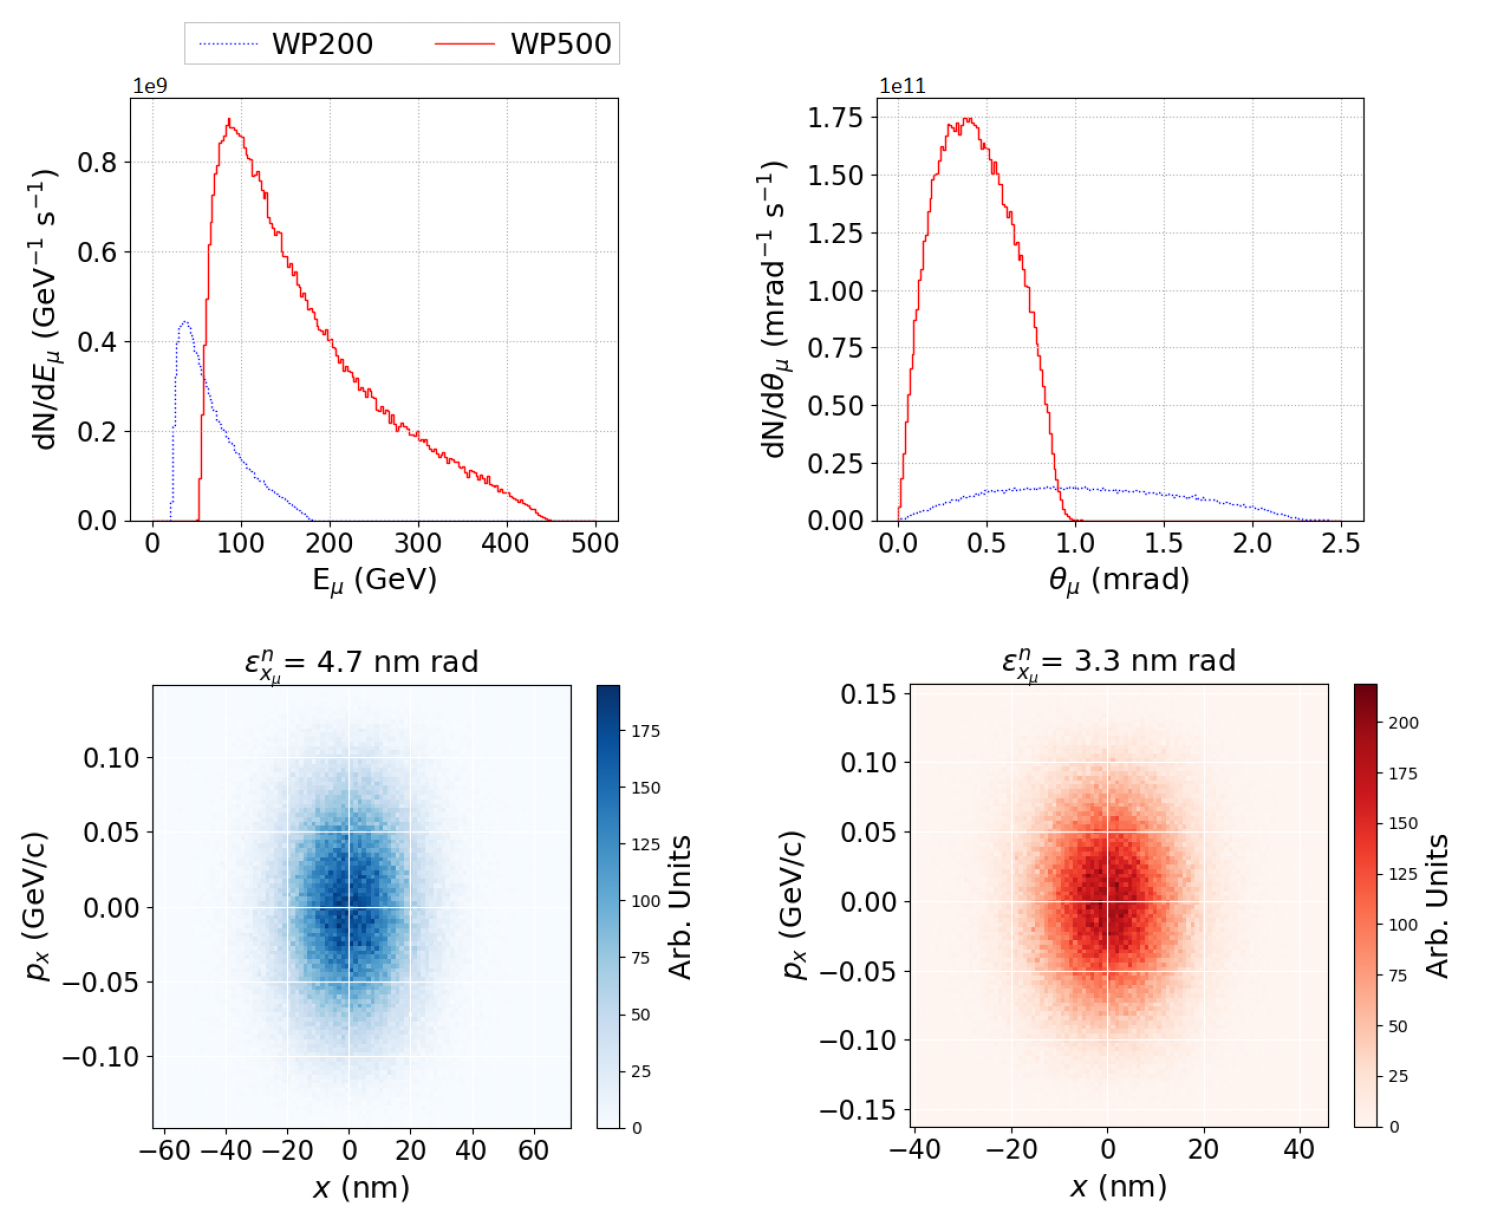 WP200 WP500
1e9
0.8
0.6
0.4
0.2
0.0
0 100 200 300 400 500
dN/dEμ (GeV⁻¹ s⁻¹)
Eμ (GeV)
1e11
1.75
1.50
1.25
1.00
0.75
0.50
0.25
0.00
0.0 0.5 1.0 1.5 2.0 2.5
dN/dθμ (mrad⁻¹ s⁻¹)
θμ (mrad)
εⁿxμ = 4.7 nm rad
0.10
0.05
0.00
−0.05
−0.10
−60 −40 −20 0 20 40 60
px (GeV/c)
x (nm)
175
150
125
100
75
50
25
0
Arb. Units
εⁿxμ = 3.3 nm rad
0.15
0.10
0.05
0.00
−0.05
−0.10
−0.15
−40 −20 0 20 40
px (GeV/c)
x (nm)
200
175
150
125
100
75
50
25
0
Arb. Units